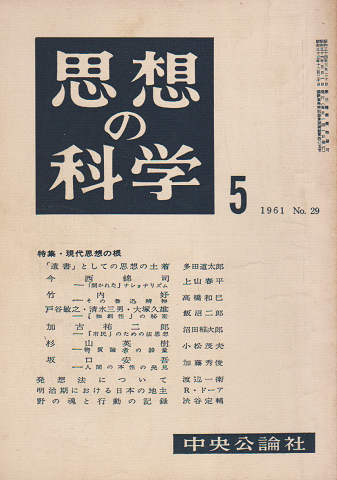 思想
の
科学
5
1961 No. 29
特集・現代思想の根
「遺書」としての思想の土着 多田道太郎
今西錦司 上山春平
―「開かれた」ナショナリズム
竹内好 高橋和巳
―その魯迅精神
戸谷敏之・清水三男・大塚久雄 飯沼二郎
―「独創性」の秘密
加古祐二郎 沼田稲次郎
―「市民」のための法思想
杉山英樹 小松茂夫
―物質論者の節量
坂口安吾 加藤秀俊
―人間の本性の発見
発想法について 渡辺一衛
明治期における日本の地主 R・ドーア
野の魂と行動の記録 渋谷定輔
中央公論社